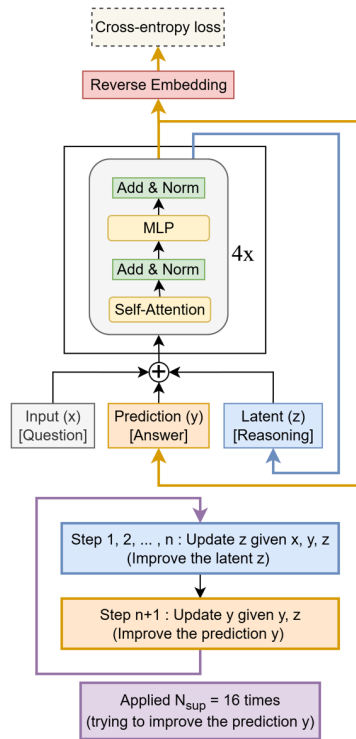 Cross-entropy loss
Reverse Embedding
Add & Norm
MLP
Add & Norm
Self-Attention
4x
Input (x)
[Question]
Prediction (y)
[Answer]
Latent (z)
[Reasoning]
Step 1, 2, ... , n : Update z given x, y, z
(Improve the latent z)
Step n+1 : Update y given y, z
(Improve the prediction y)
Applied N_sup = 16 times
(trying to improve the prediction y)